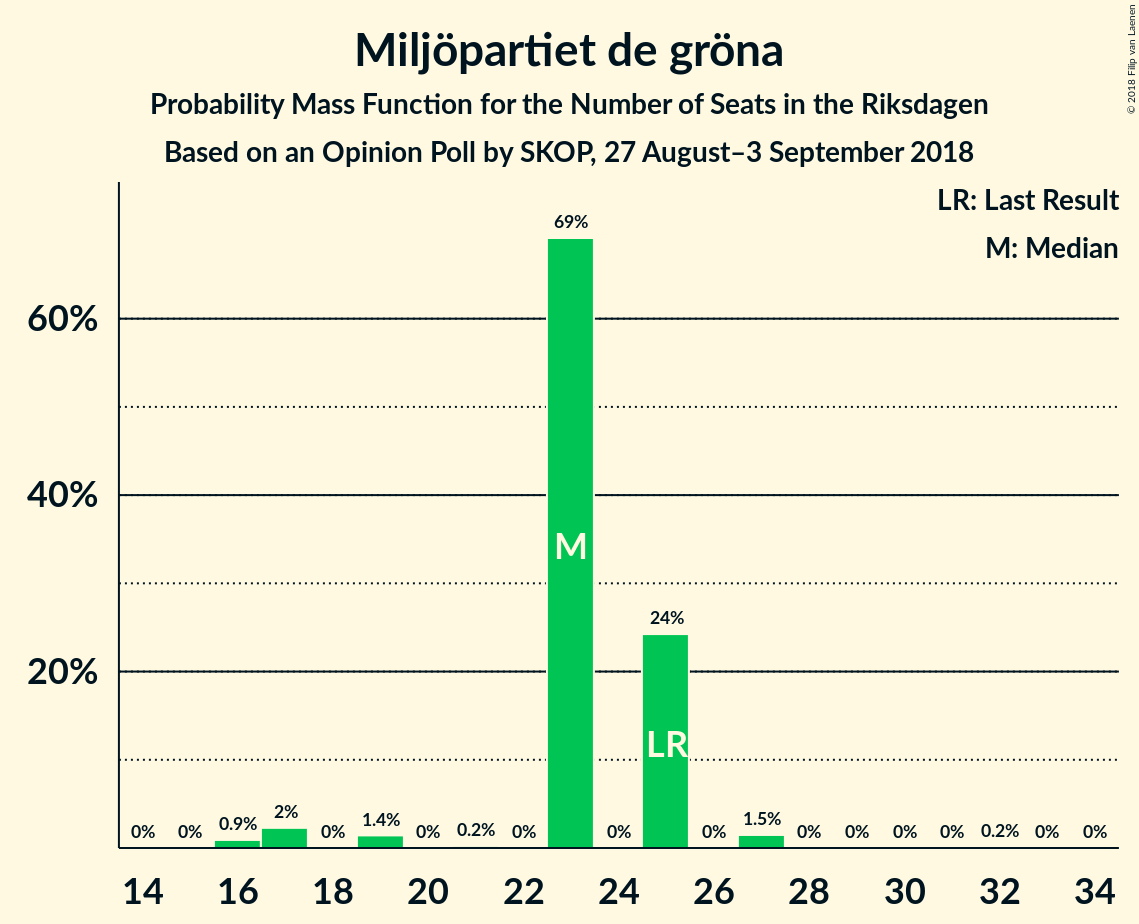 Miljöpartiet de gröna
Probability Mass Function for the Number of Seats in the Riksdagen
Based on an Opinion Poll by SKOP, 27 August–3 September 2018
© 2018 Filip van Laenen
LR: Last Result
M: Median
60%
40%
20%
0% 0% 0.9% 2% 0% 1.4% 0% 0.2% 0% 69% 0% 24% 0% 1.5% 0% 0% 0% 0% 0.2% 0% 0%
M
LR
14 16 18 20 22 24 26 28 30 32 34